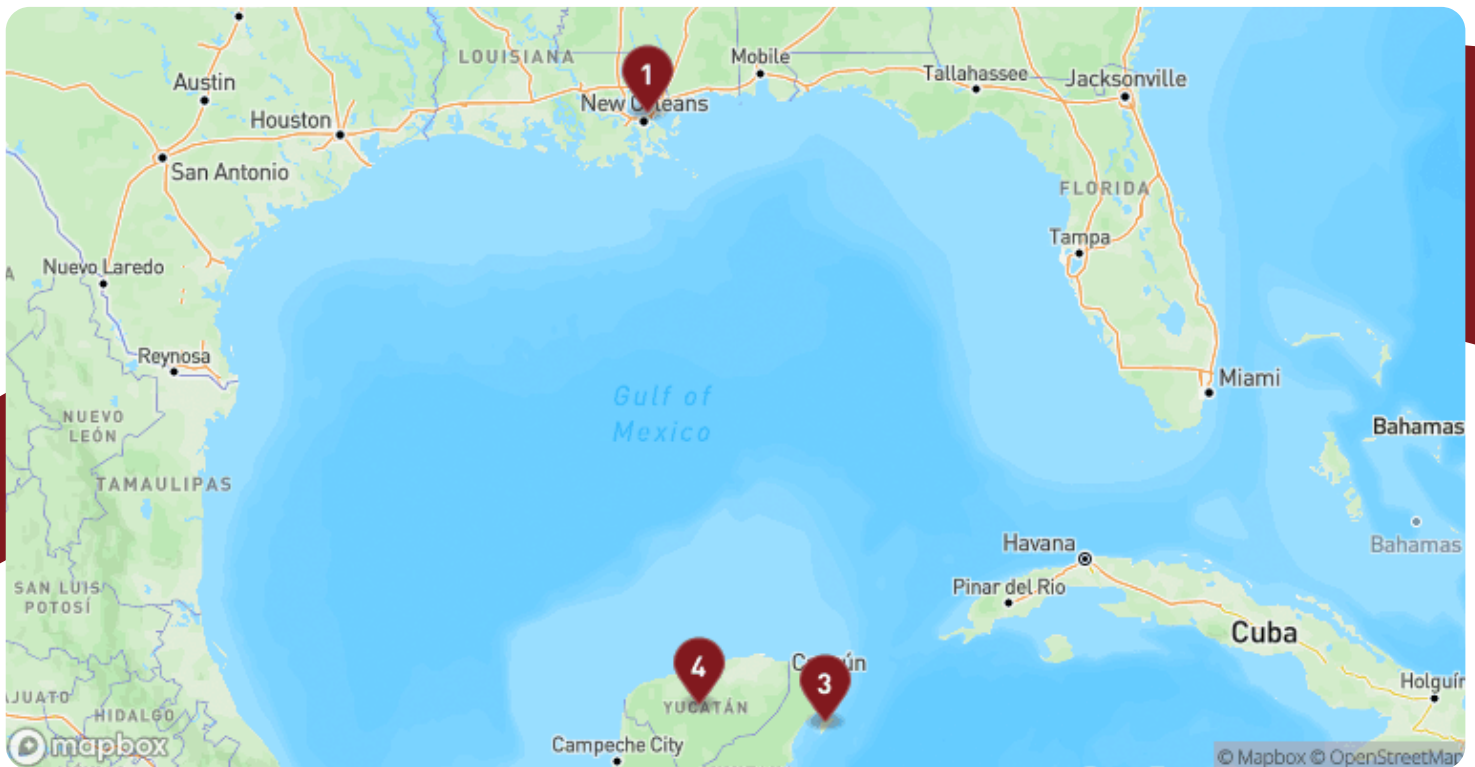 LOUISIANA
Mobile
1
Austin
Tallahassee
Jacksonville
New Orleans
Houston
San Antonio
FLORIDA
Tampa
Nuevo Laredo
Reynosa
Miami
Gulf of
Mexico
NUEVO
LEÓN
Bahamas
TAMAULIPAS
Havana
Bahamas
SAN LUIS
POTOSÍ
Pinar del Río
Cuba
4
Cancún
3
Holguín
AJUATO
YUCATÁN
HIDALGO
Campeche City
mapbox
© Mapbox © OpenStreetMap